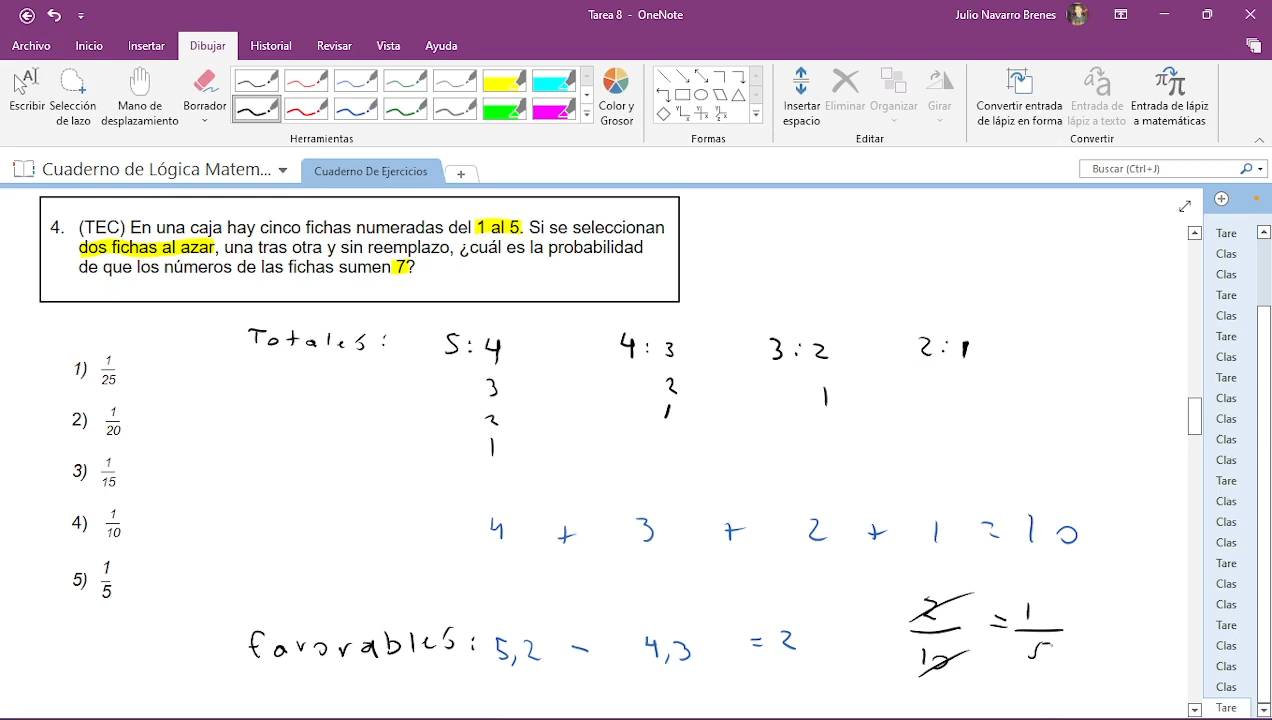 Tarea 8 - OneNote
Julio Navarro Brenes
Archivo Inicio Insertar Dibujar Historial Revisar Vista Ayuda
Escribir Selección de lazo Mano de desplazamiento Borrador Color y Grosor Insertar espacio Eliminar Organizar Girar Convertir entrada de lápiz en forma Entrada de lápiz a texto Entrada de lápiz a matemáticas
Herramientas Formas Editar Convertir
Cuaderno de Lógica Matem... Cuaderno De Ejercicios Buscar (Ctrl+J)
4. (TEC) En una caja hay cinco fichas numeradas del 1 al 5. Si se seleccionan
dos fichas al azar, una tras otra y sin reemplazo, ¿cuál es la probabilidad
de que los números de las fichas sumen 7?
Totales: 5:4 4:3 3:2 2:1
3 2 1
2 1
1
1) 1/25
2) 1/20
3) 1/15
4) 1/10
5) 1/5
4 + 3 + 2 + 1 = 10
favorables: 5,2 - 4,3 = 2
2/10 = 1/5
Tare
Clas
Clas
Tare
Clas
Tare
Clas
Tare
Clas
Clas
Clas
Clas
Tare
Clas
Clas
Clas
Tare
Clas
Clas
Tare
Clas
Clas
Clas
Tare